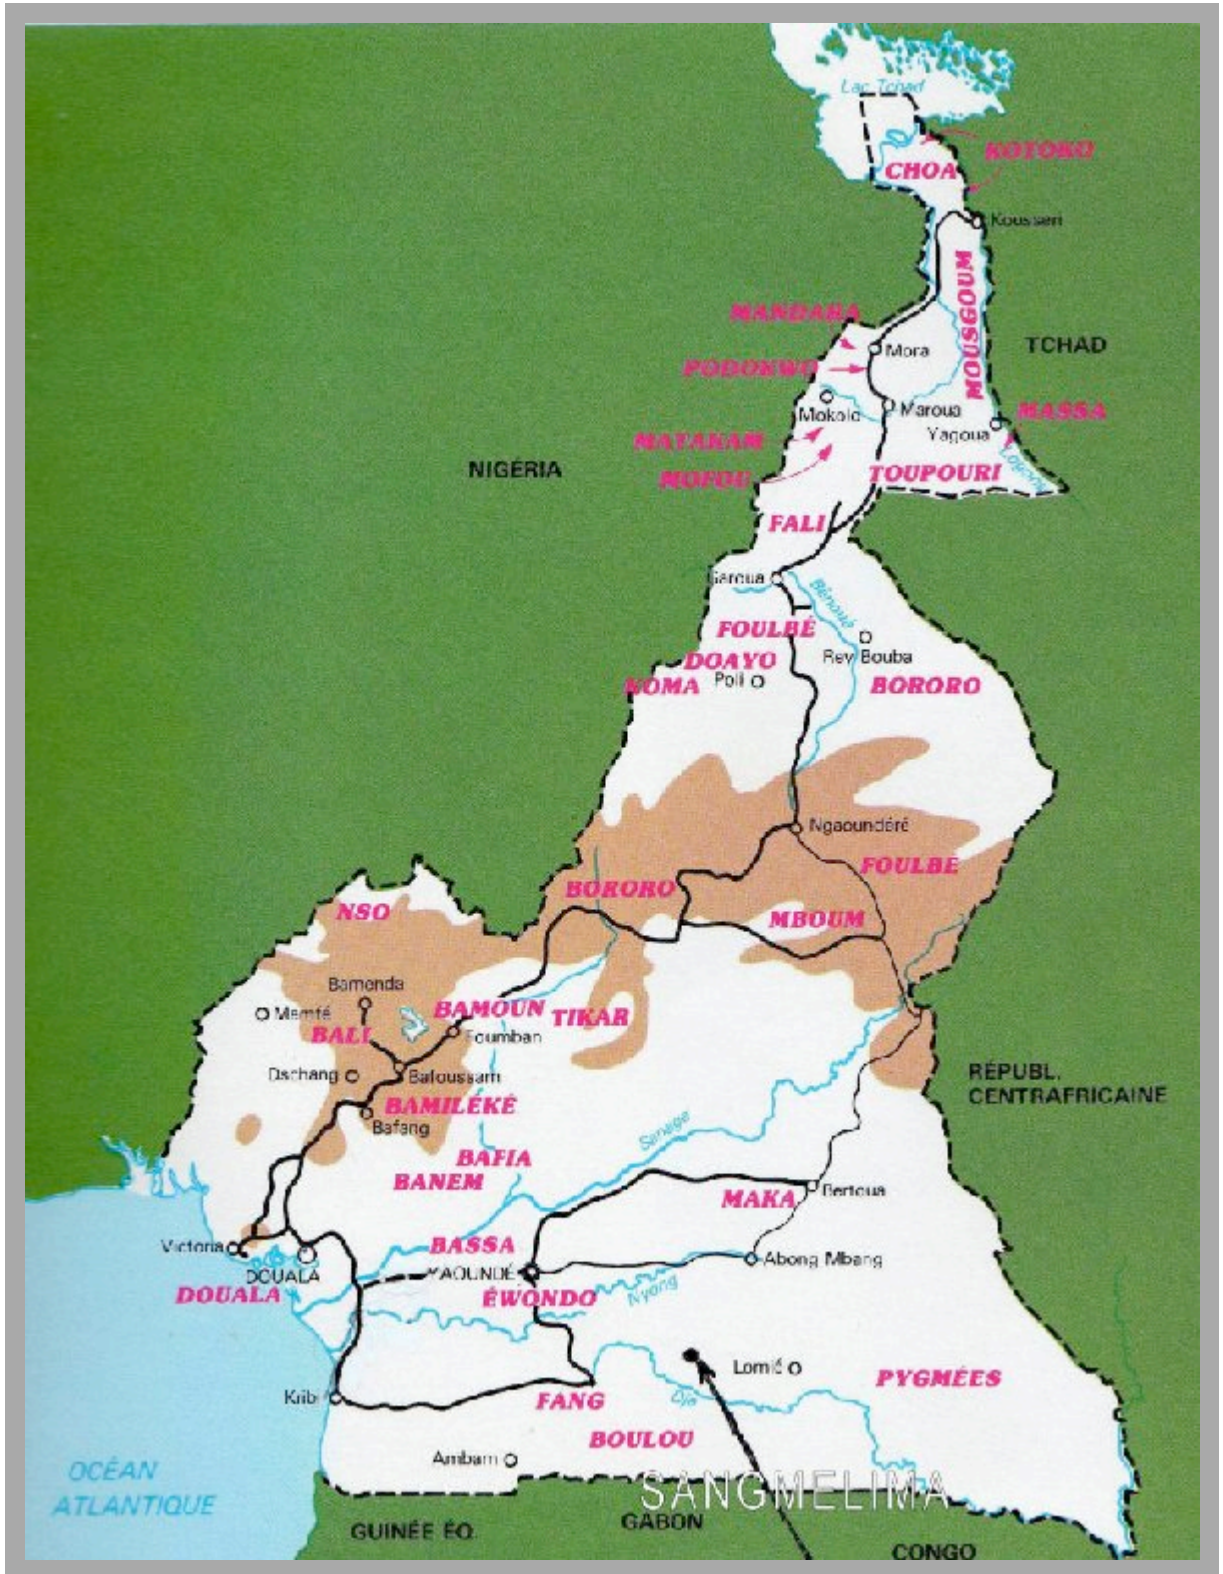 Lac Tchad
KOTOKO
CHOA
Kousseri
MOUSGOUM
MANDARA
Mora
TCHAD
PODOKWO
Mokolo
Maroua
MASSA
Yagoua
MATAKAM
NIGÉRIA
Logone
MOFOU
TOUPOURI
FALI
Garoua
Bénoué
FOULBÉ
Rey Bouba
DOAYO
KOMA
Poli
BORORO
Ngaoundéré
FOULBÉ
BORORO
NSO
MBOUM
Bamenda
Mamfé
BAMOUN
TIKAR
BALI
Foumban
Dschang
Bafoussam
RÉPUBL.
CENTRAFRICAINE
BAMILÉKÉ
Bafang
Sanaga
BAFIA
BANEM
MAKA
Bertoua
Victoria
BASSA
Abong Mbang
DOUALA
YAOUNDÉ
DOUALA
ÉWONDO
Nyong
Lomié
PYGMÉES
Kribi
FANG
Dja
BOULOU
Ambam
OCÉAN
ATLANTIQUE
SANGMELIMA
GUINÉE ÉQ.
GABON
CONGO